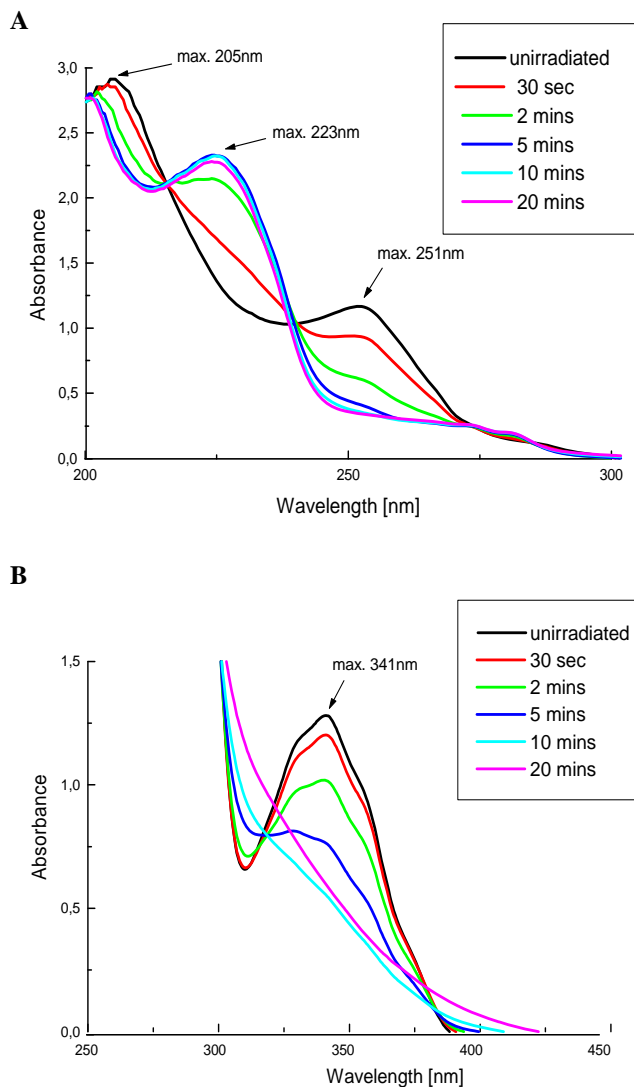 A
unirradiated
30 sec
2 mins
5 mins
10 mins
20 mins
max. 205nm
max. 223nm
max. 251nm
3,0
2,5
2,0
1,5
1,0
0,5
0,0
Absorbance
200
250
300
Wavelength [nm]
B
unirradiated
30 sec
2 mins
5 mins
10 mins
20 mins
max. 341nm
1,5
1,0
0,5
0,0
Absorbance
250
300
350
400
450
Wavelength [nm]